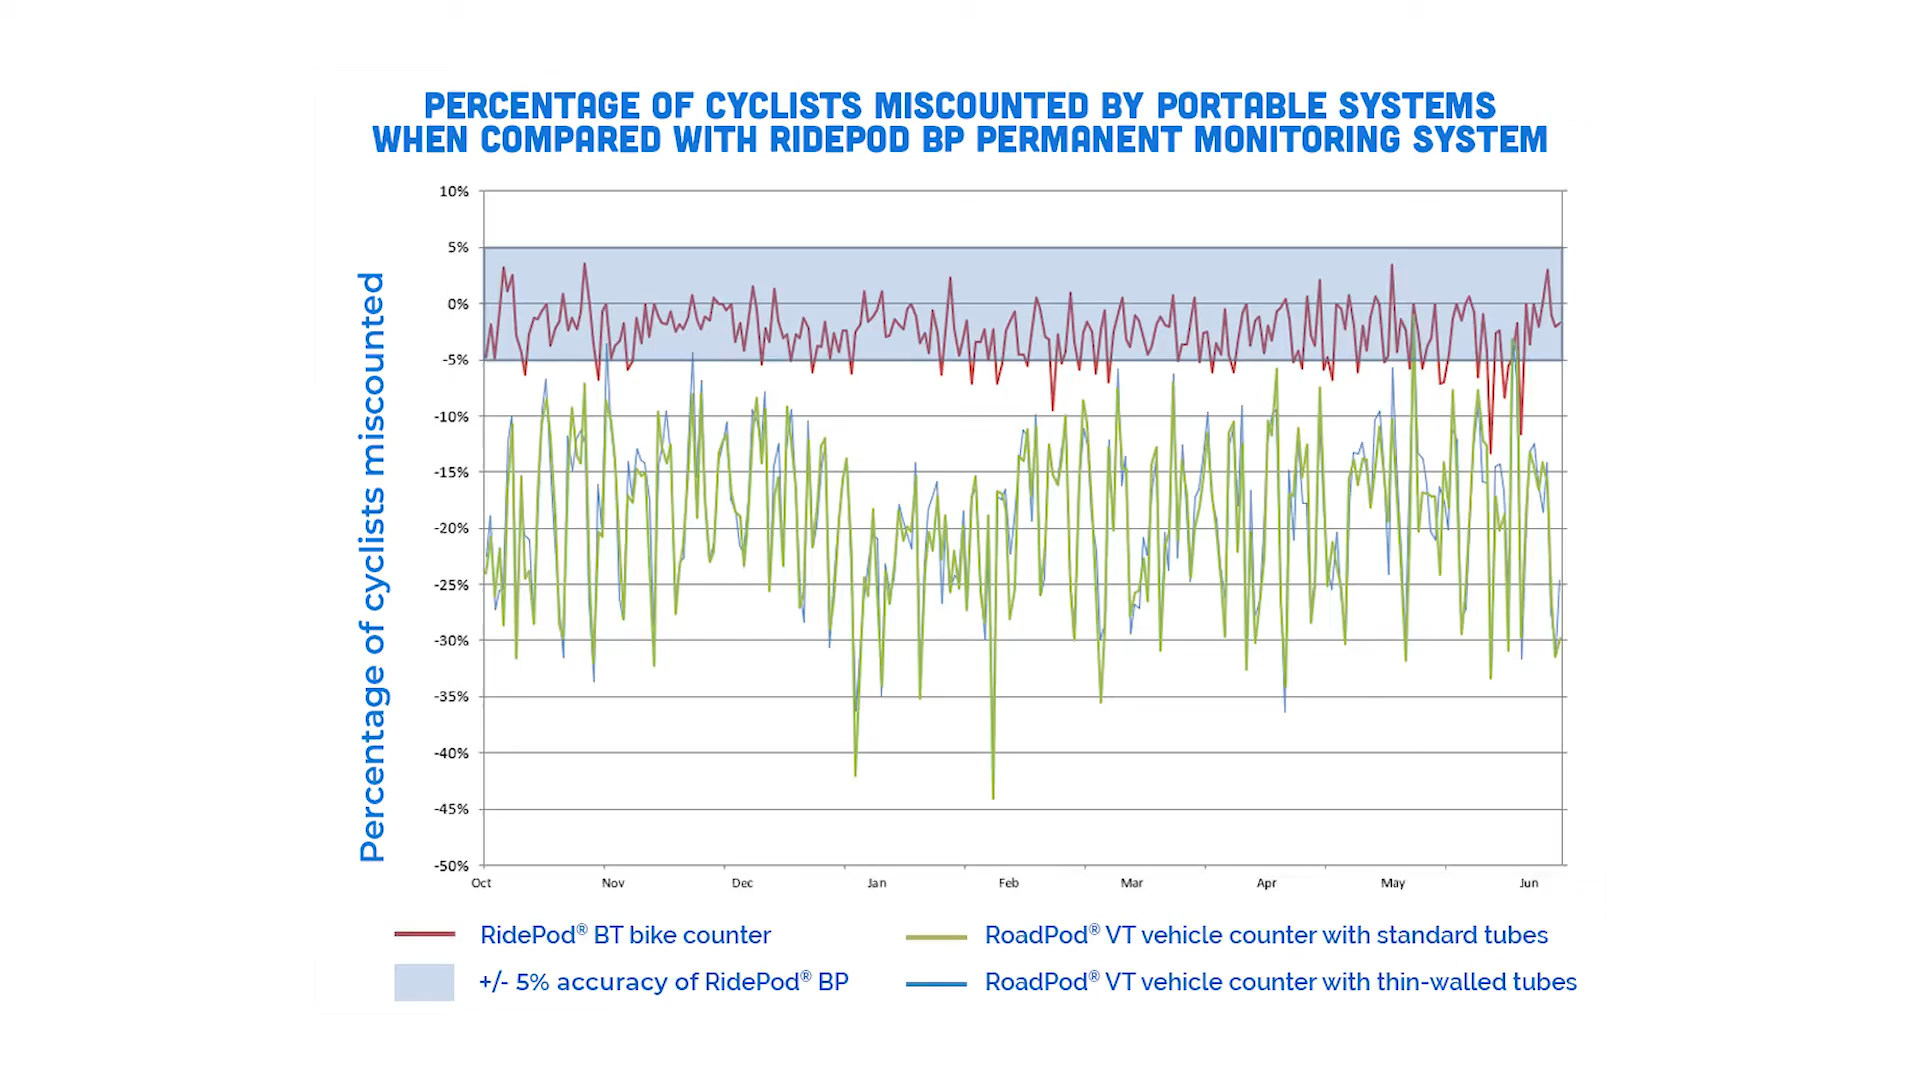 PERCENTAGE OF CYCLISTS MISCOUNTED BY PORTABLE SYSTEMS
WHEN COMPARED WITH RIDEPOD BP PERMANENT MONITORING SYSTEM
Percentage of cyclists miscounted
10%
5%
0%
-5%
-10%
-15%
-20%
-25%
-30%
-35%
-40%
-45%
-50%
Oct Nov Dec Jan Feb Mar Apr May Jun
RidePod® BT bike counter
RoadPod® VT vehicle counter with standard tubes
+/- 5% accuracy of RidePod® BP
RoadPod® VT vehicle counter with thin-walled tubes